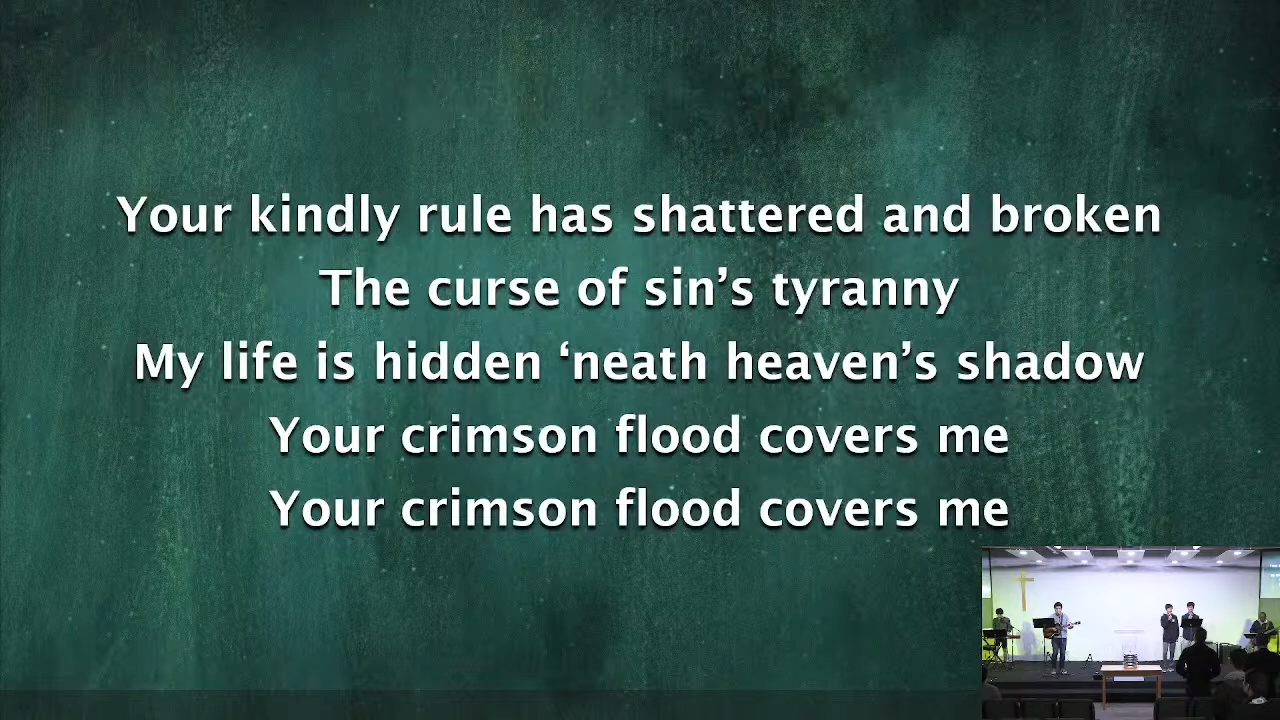 Your kindly rule has shattered and broken
The curse of sin’s tyranny
My life is hidden ‘neath heaven’s shadow
Your crimson flood covers me
Your crimson flood covers me